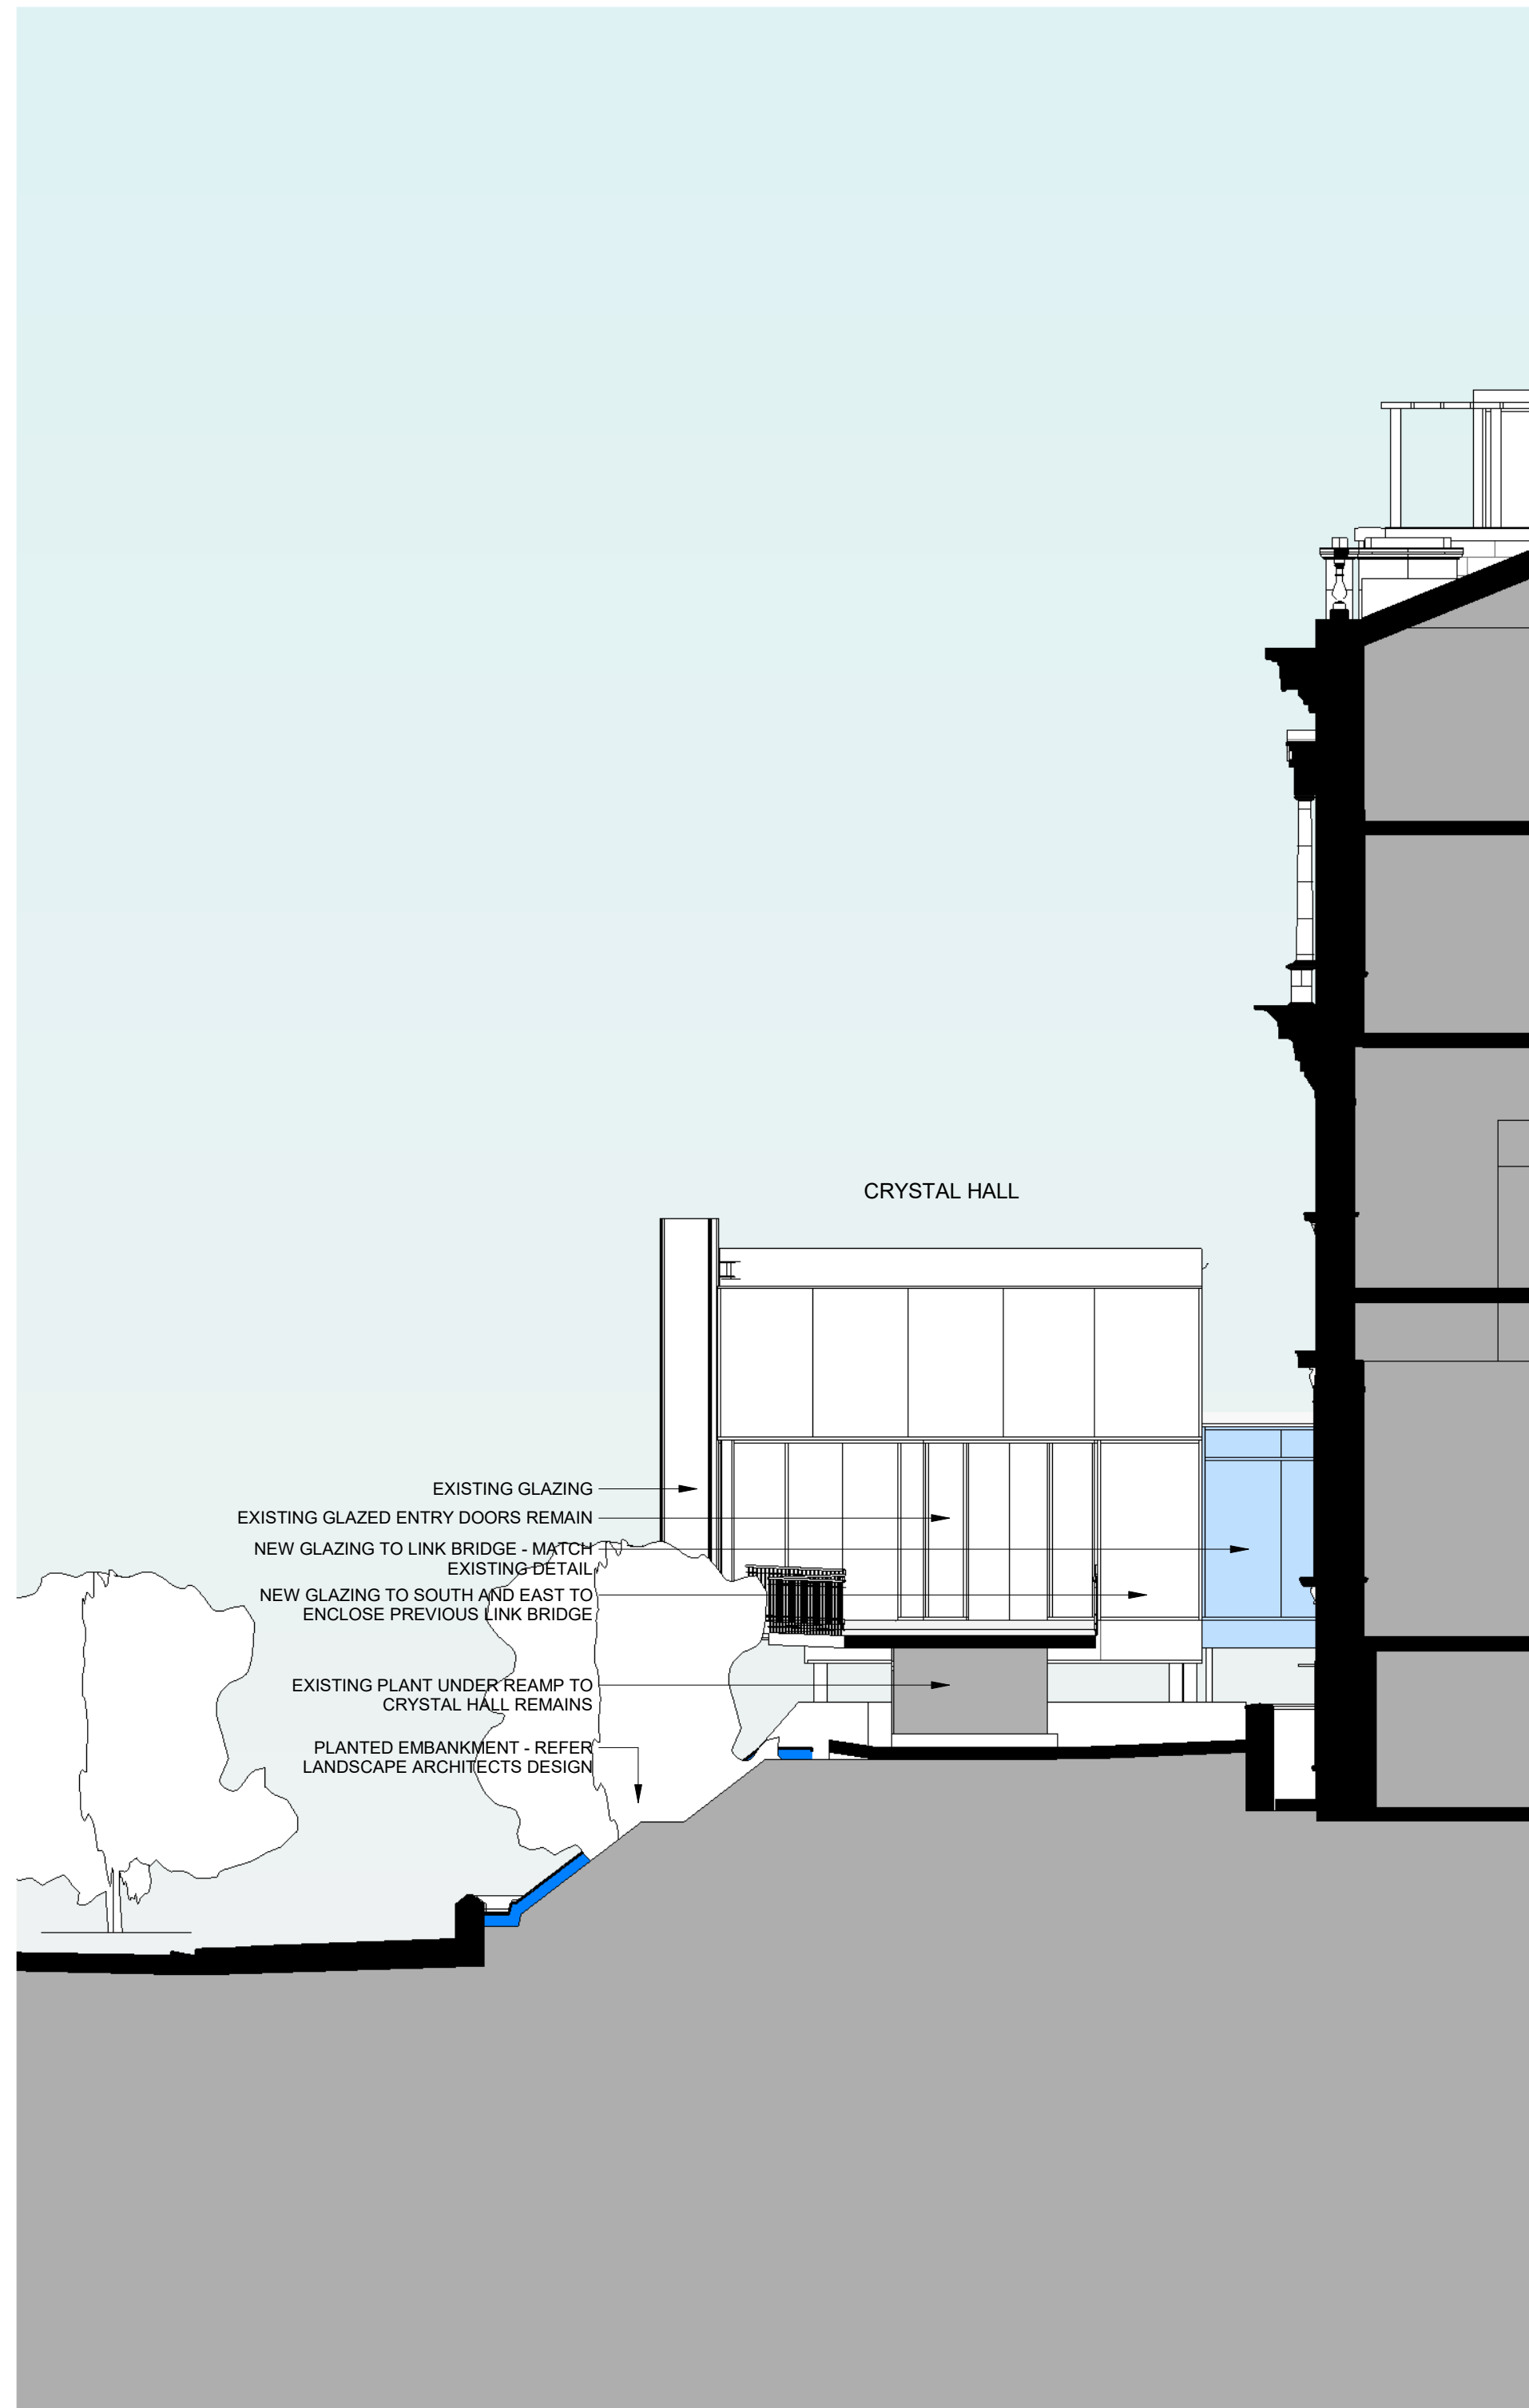 CRYSTAL HALL
EXISTING GLAZING
EXISTING GLAZED ENTRY DOORS REMAIN
NEW GLAZING TO LINK BRIDGE - MATCH
EXISTING DETAIL
NEW GLAZING TO SOUTH AND EAST TO
ENCLOSE PREVIOUS LINK BRIDGE
EXISTING PLANT UNDER REAMP TO
CRYSTAL HALL REMAINS
PLANTED EMBANKMENT - REFER
LANDSCAPE ARCHITECTS DESIGN